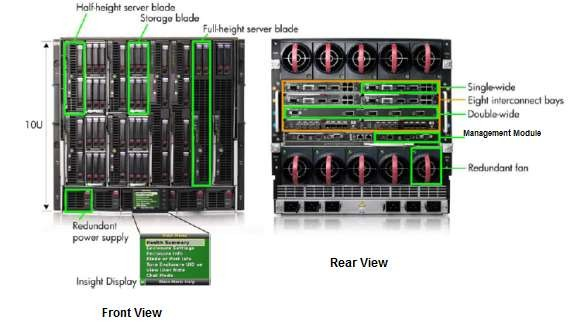 Half-height server blade
Storage blade
Full-height server blade
10U
Redundant
power supply
Insight Display
Health Summary
Enclosure Settings
Enclosure Info
Blade or Port Info
Turn Enclosure UID on
View User Note
Chat Mode
Front View
Single-wide
Eight interconnect bays
Double-wide
Management Module
Redundant fan
Rear View